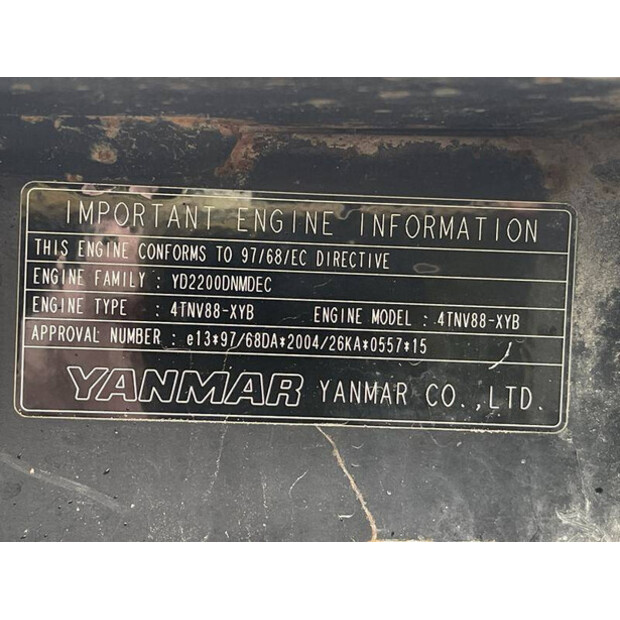 IMPORTANT ENGINE INFORMATION
THIS ENGINE CONFORMS TO 97/68/EC DIRECTIVE
ENGINE FAMILY : YD2200DNMDEC
ENGINE TYPE : 4TNV88-XYB ENGINE MODEL : 4TNV88-XYB
APPROVAL NUMBER : e13*97/68DA*2004/26KA*0557*15
YANMAR YANMAR CO.,LTD.